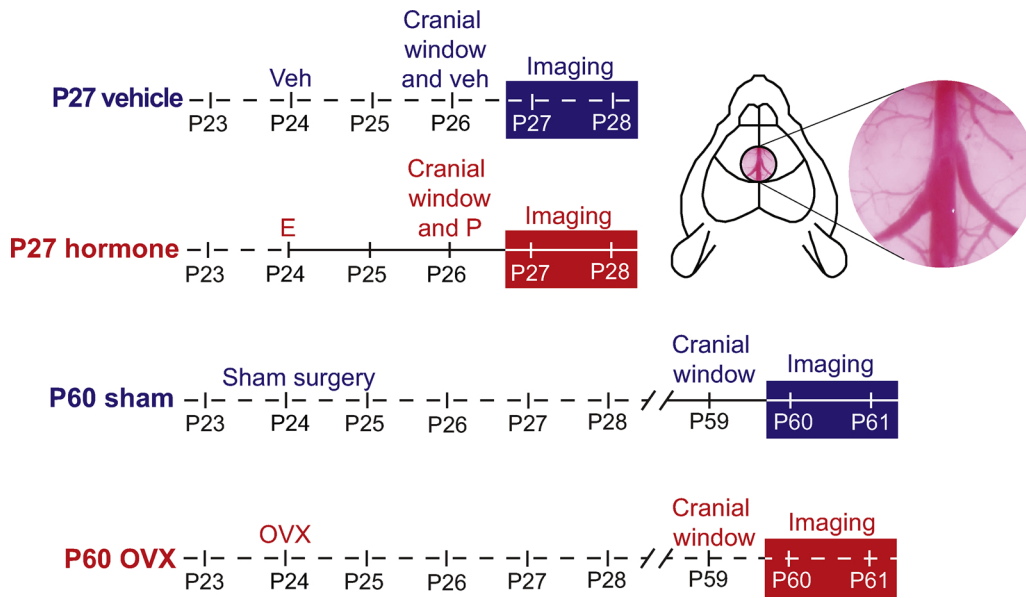 Cranial
window
and veh
Veh
Imaging
P27 vehicle
P23 P24 P25 P26 P27 P28
Cranial
window
and P
E
Imaging
P27 hormone
P23 P24 P25 P26 P27 P28
Cranial
window
Sham surgery
Imaging
P60 sham
P23 P24 P25 P26 P27 P28 P59 P60 P61
Cranial
window
OVX
Imaging
P60 OVX
P23 P24 P25 P26 P27 P28 P59 P60 P61